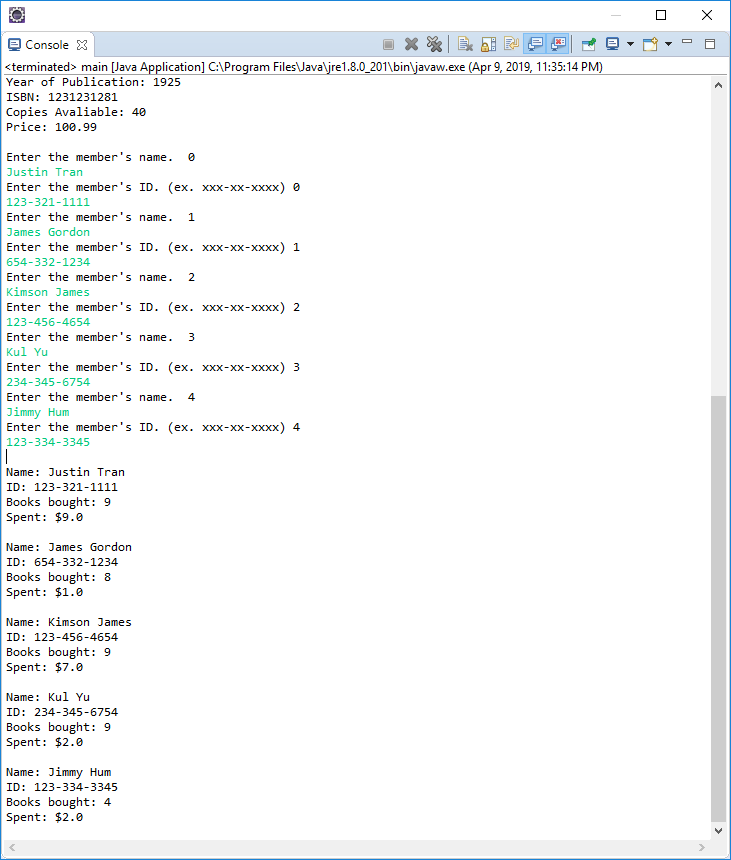 Console
<terminated> main [Java Application] C:\Program Files\Java\jre1.8.0_201\bin\javaw.exe (Apr 9, 2019, 11:35:14 PM)
Year of Publication: 1925
ISBN: 1231231281
Copies Avaliable: 40
Price: 100.99
Enter the member's name.  0
Justin Tran
Enter the member's ID. (ex. xxx-xx-xxxx) 0
123-321-1111
Enter the member's name.  1
James Gordon
Enter the member's ID. (ex. xxx-xx-xxxx) 1
654-332-1234
Enter the member's name.  2
Kimson James
Enter the member's ID. (ex. xxx-xx-xxxx) 2
123-456-4654
Enter the member's name.  3
Kul Yu
Enter the member's ID. (ex. xxx-xx-xxxx) 3
234-345-6754
Enter the member's name.  4
Jimmy Hum
Enter the member's ID. (ex. xxx-xx-xxxx) 4
123-334-3345
Name: Justin Tran
ID: 123-321-1111
Books bought: 9
Spent: $9.0
Name: James Gordon
ID: 654-332-1234
Books bought: 8
Spent: $1.0
Name: Kimson James
ID: 123-456-4654
Books bought: 9
Spent: $7.0
Name: Kul Yu
ID: 234-345-6754
Books bought: 9
Spent: $2.0
Name: Jimmy Hum
ID: 123-334-3345
Books bought: 4
Spent: $2.0